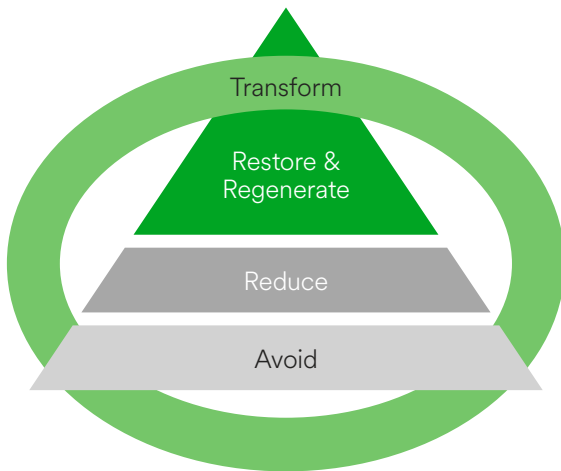 Transform
Restore &
Regenerate
Reduce
Avoid